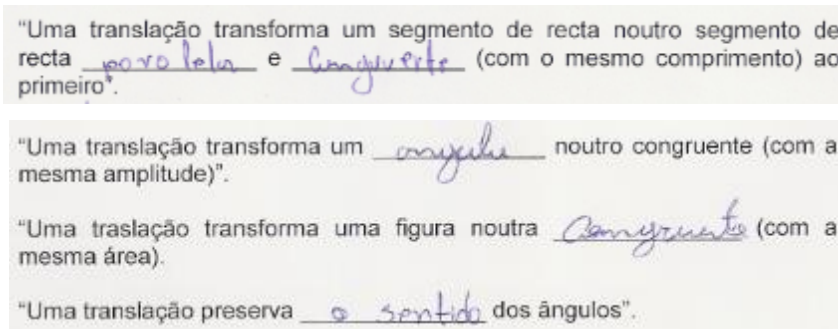 “Uma translação transforma um segmento de recta noutro segmento de
recta paralelo e Congruente (com o mesmo comprimento) ao
primeiro”.
“Uma translação transforma um angulu noutro congruente (com a
mesma amplitude)”.
“Uma traslação transforma uma figura noutra Congruente (com a
mesma área).
“Uma translação preserva o sentido dos ângulos”.